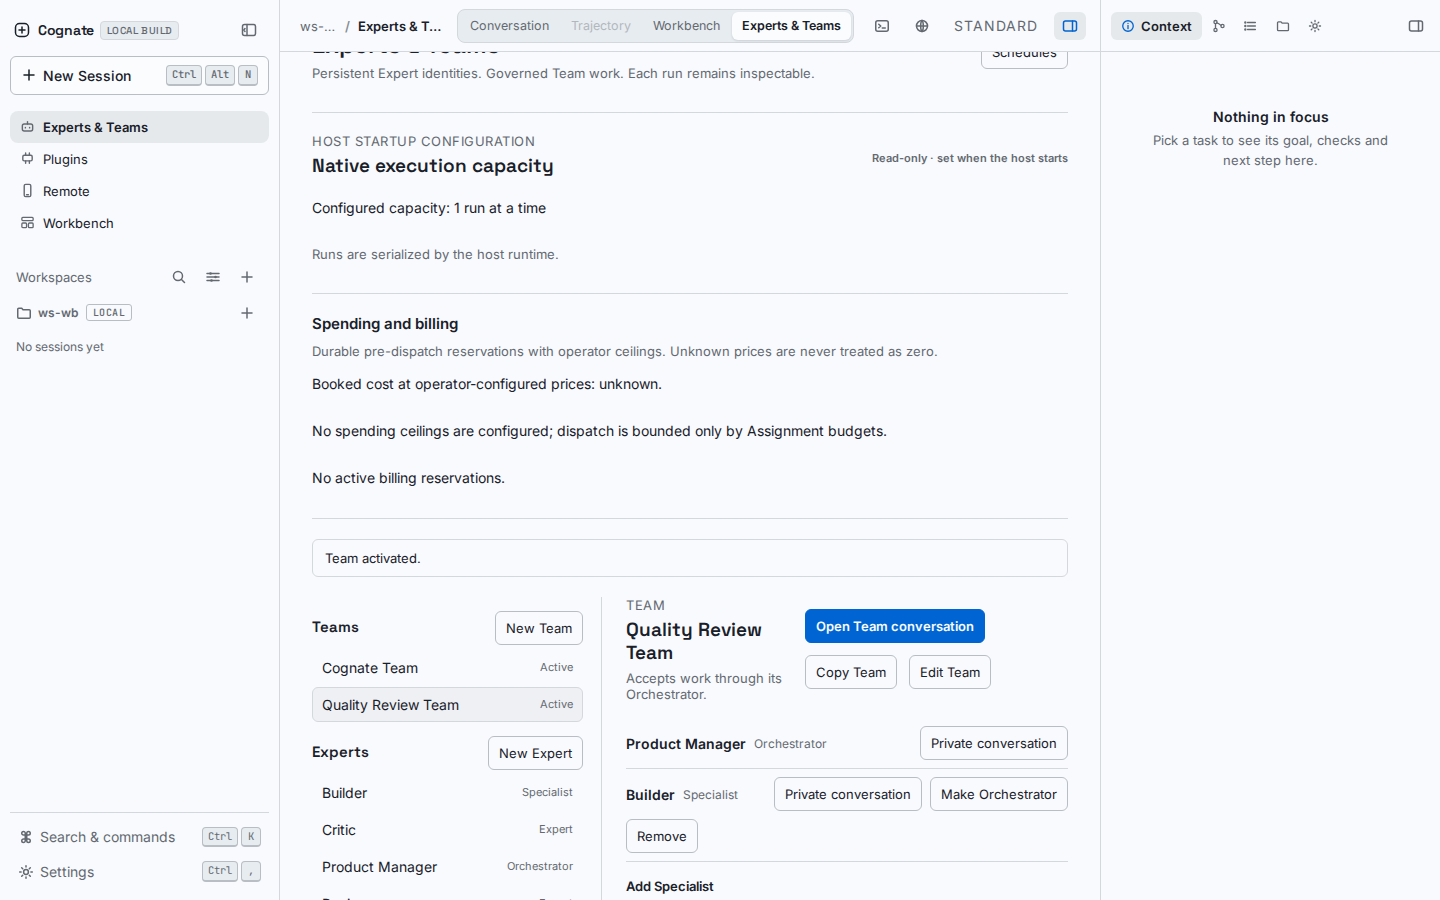 Cognate LOCAL BUILD
New Session Ctrl Alt N
Experts & Teams
Plugins
Remote
Workbench
Workspaces
ws-wb LOCAL
No sessions yet
Search & commands Ctrl K
Settings Ctrl ,
ws-... / Experts & T...
Conversation Trajectory Workbench Experts & Teams
STANDARD
Experts & Teams
Schedules
Persistent Expert identities. Governed Team work. Each run remains inspectable.
HOST STARTUP CONFIGURATION
Native execution capacity
Read-only · set when the host starts
Configured capacity: 1 run at a time
Runs are serialized by the host runtime.
Spending and billing
Durable pre-dispatch reservations with operator ceilings. Unknown prices are never treated as zero.
Booked cost at operator-configured prices: unknown.
No spending ceilings are configured; dispatch is bounded only by Assignment budgets.
No active billing reservations.
Team activated.
Teams New Team
Cognate Team Active
Quality Review Team Active
Experts New Expert
Builder Specialist
Critic Expert
Product Manager Orchestrator
TEAM
Quality Review
Team
Accepts work through its
Orchestrator.
Open Team conversation
Copy Team Edit Team
Product Manager Orchestrator Private conversation
Builder Specialist Private conversation Make Orchestrator
Remove
Add Specialist
Context
Nothing in focus
Pick a task to see its goal, checks and
next step here.